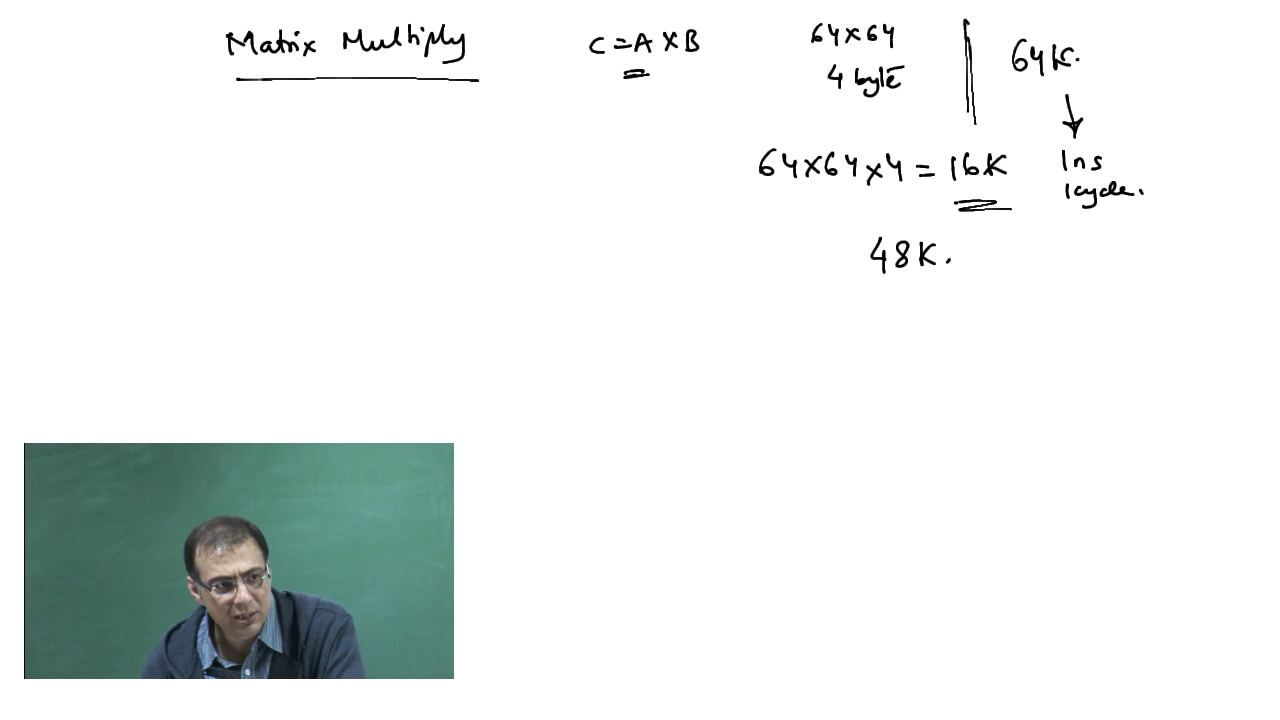 Matrix Multiply
C = A X B
64x64
4 byte
64K.
64x64x4 = 16K
1ns
1cycle.
48K.